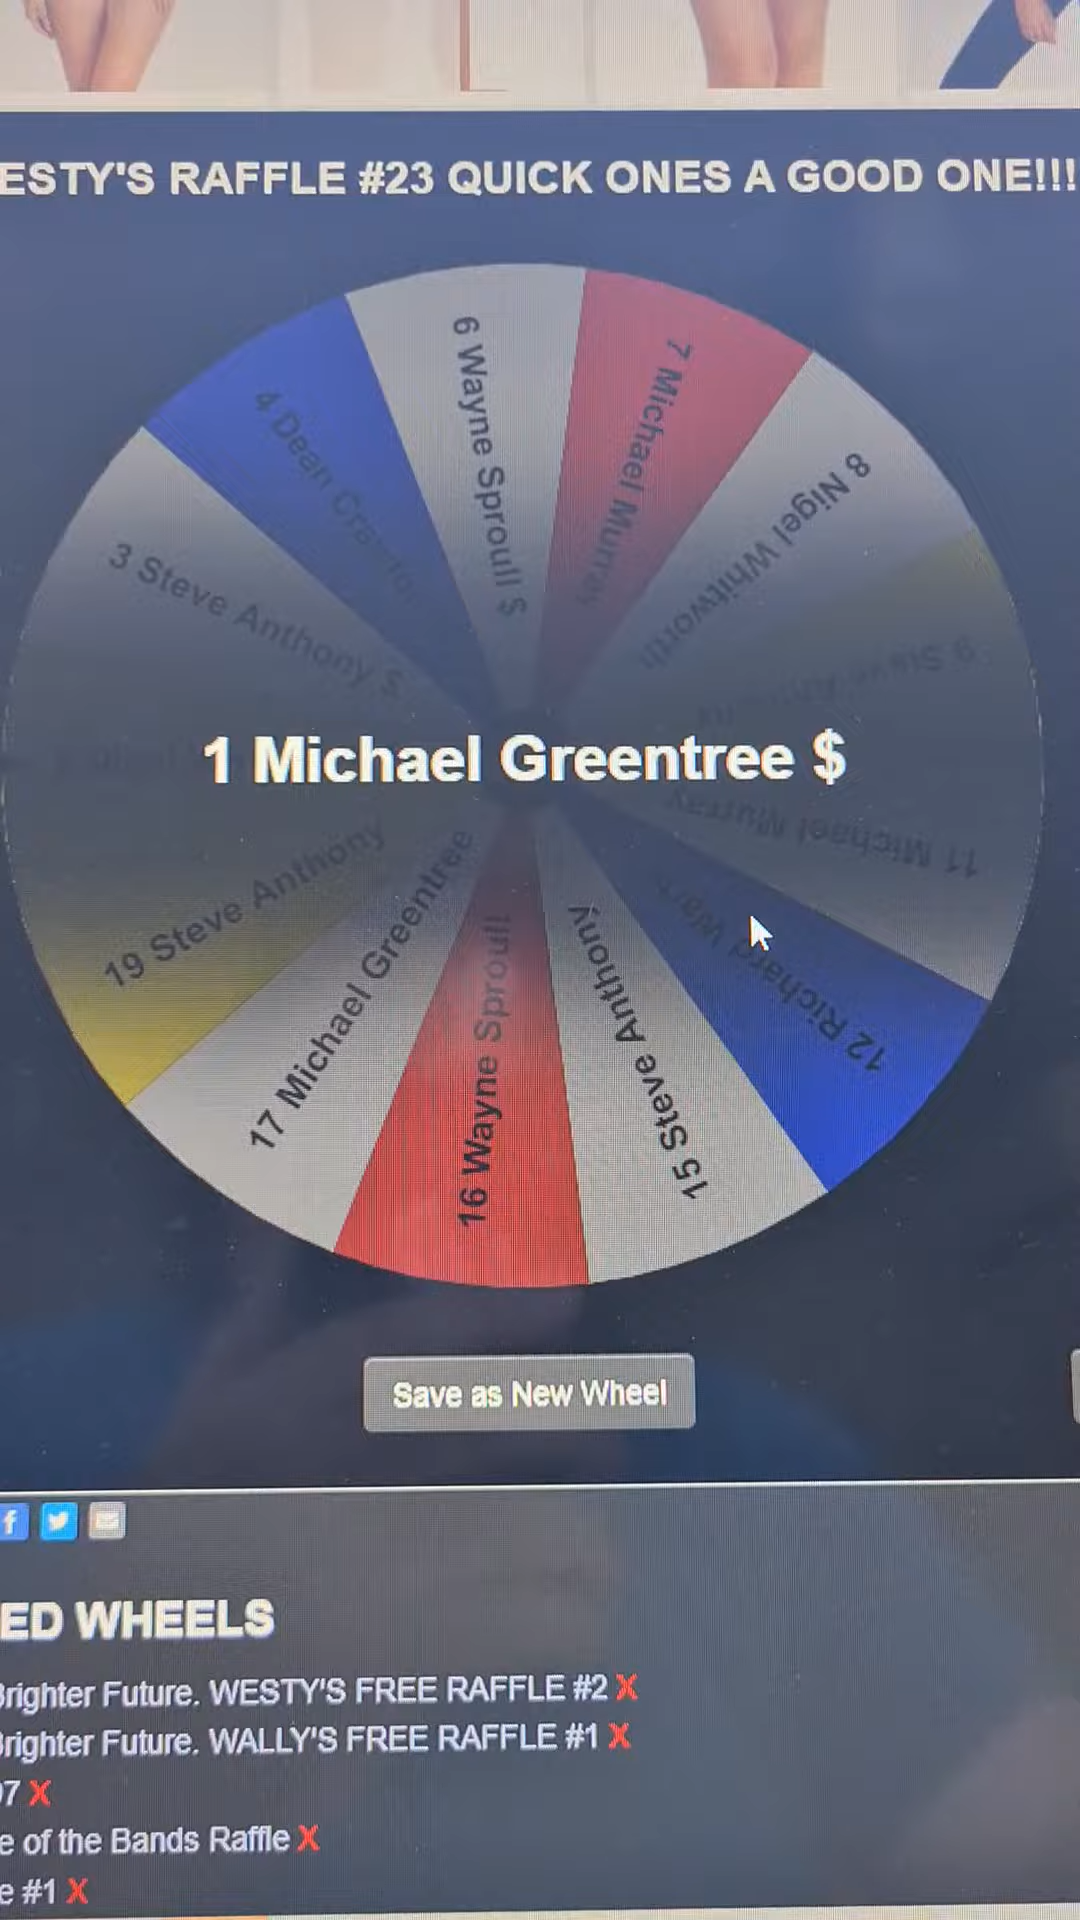 ESTY'S RAFFLE #23 QUICK ONES A GOOD ONE!!!
6 Wayne Sproull $
7 Michael Murray
4 Dean
8 Nigel Whitworth
3 Steve Anthony $
9 Steve
1 Michael Greentree $
11 Michael Murray
19 Steve Anthony
17 Michael Greentree
16 Wayne Sproull
15 Steve Anthony
12 Richard
Save as New Wheel
f
ED WHEELS
Brighter Future. WESTY'S FREE RAFFLE #2 X
Brighter Future. WALLY'S FREE RAFFLE #1 X
07 X
e of the Bands Raffle X
e #1 X